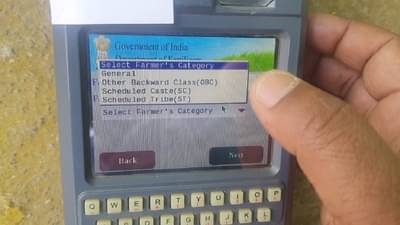 Government of India
Select Farmer's Category
General
Other Backward Class(OBC)
Scheduled Caste(SC)
Scheduled Tribe(ST)
Select Farmer's Category
Back
Next
Q W E R T Y U I O P
A S D F G H J K L